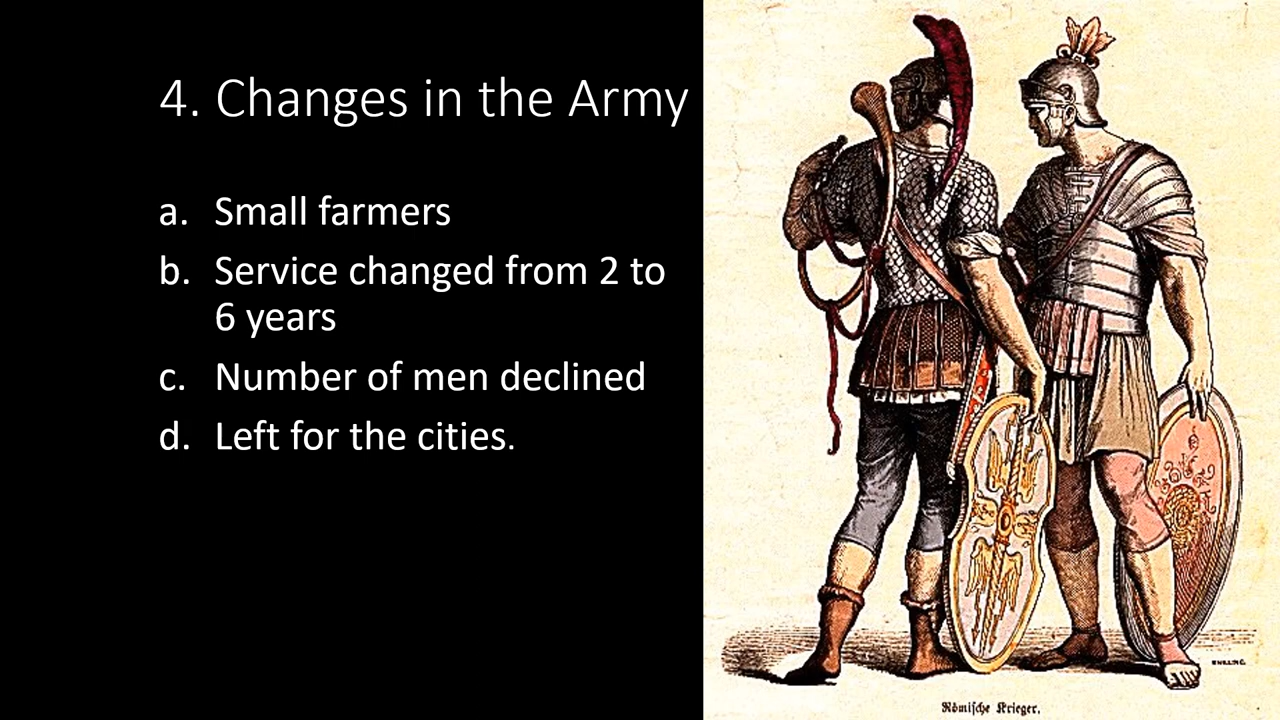 4. Changes in the Army
a. Small farmers
b. Service changed from 2 to
6 years
c. Number of men declined
d. Left for the cities.
Römische Krieger.